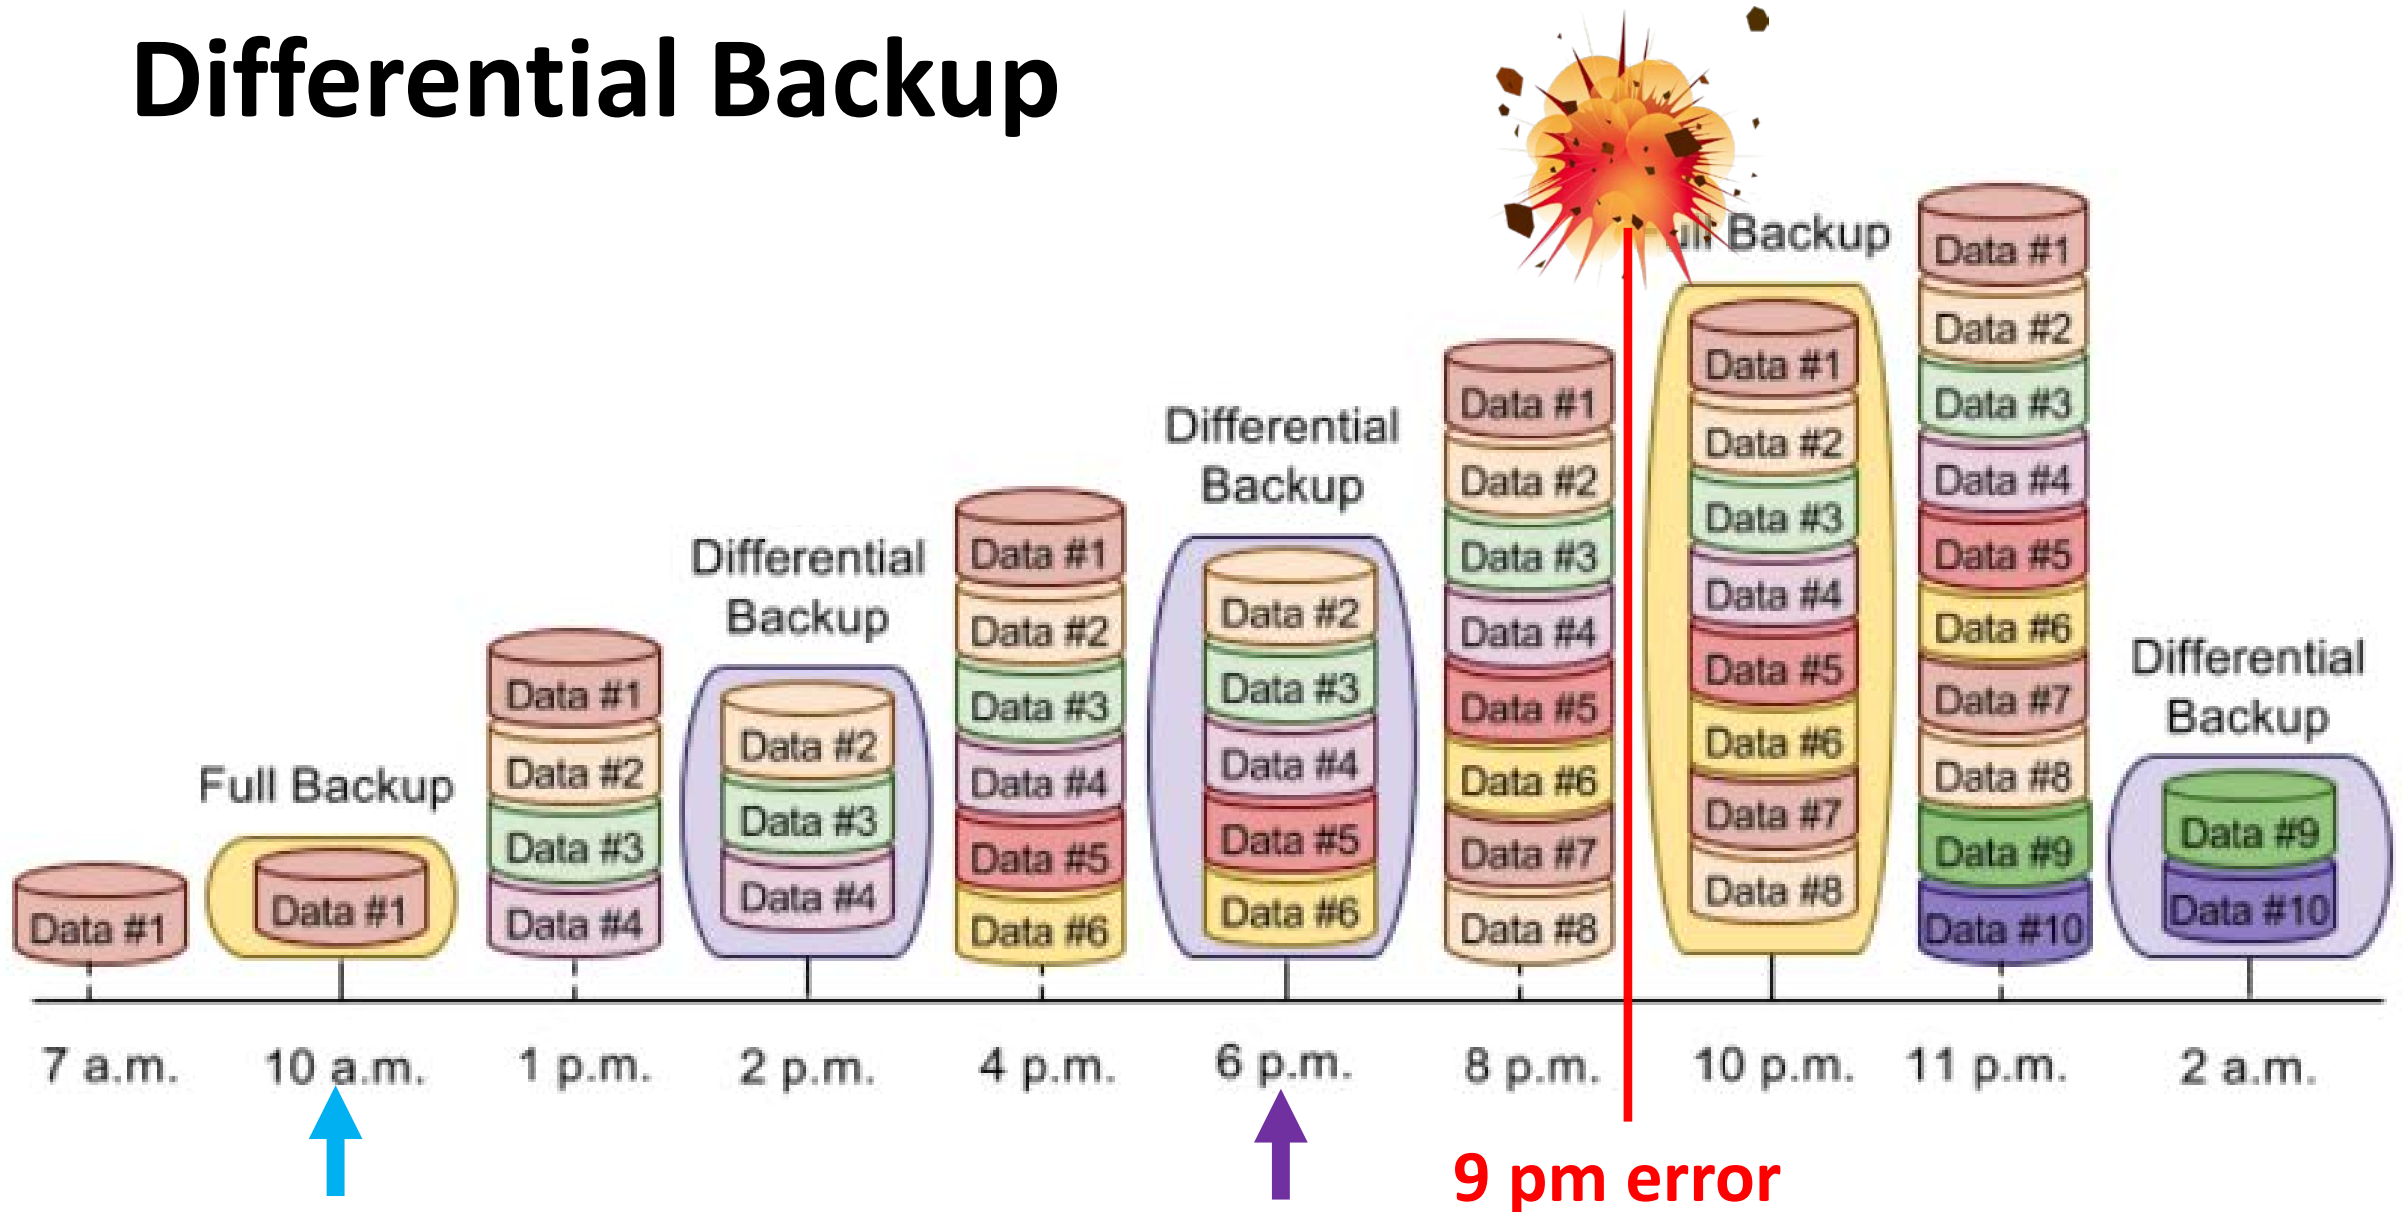 Differential Backup
Data #1
Full Backup
Data #1
Data #1
Data #2
Data #3
Data #4
Differential
Backup
Data #2
Data #3
Data #4
Data #1
Data #2
Data #3
Data #4
Data #5
Data #6
Differential
Backup
Data #2
Data #3
Data #4
Data #5
Data #6
Data #1
Data #2
Data #3
Data #4
Data #5
Data #6
Data #7
Data #8
Backup
Data #1
Data #2
Data #3
Data #4
Data #5
Data #6
Data #7
Data #8
Data #1
Data #2
Data #3
Data #4
Data #5
Data #6
Data #7
Data #8
Data #9
Data #10
Differential
Backup
Data #9
Data #10
7 a.m. 10 a.m. 1 p.m. 2 p.m. 4 p.m. 6 p.m. 8 p.m. 10 p.m. 11 p.m. 2 a.m.
9 pm error